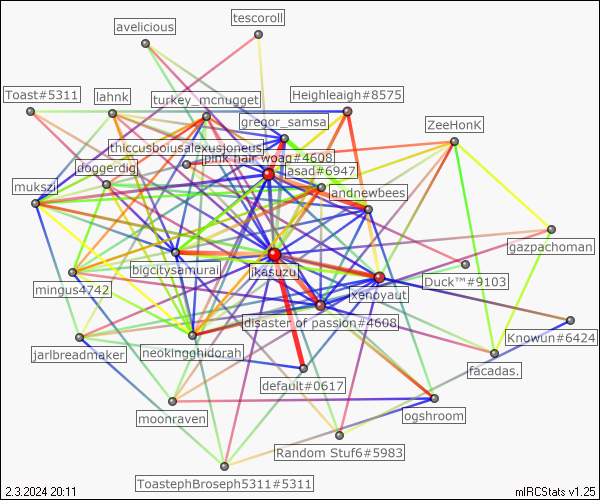 tescoroll
avelicious
Toast#5311
lahnk
turkey_mcnugget
Heighleaigh#8575
gregor_samsa
ZeeHonK
thiccusboiusalexusjoneus
pink hair woag#4608
doggerdig
asad#6947
mukszi
andnewbees
gazpachoman
bigcitysamurai
ikasuzu
Duck™#9103
mingus4742
xenoyaut
disaster of passion#4608
Knowun#6424
jarlbreadmaker
neokingghidorah
facadas.
default#0617
moonraven
ogshroom
Random Stuf6#5983
ToastephBroseph5311#5311
2.3.2024 20:11
mIRCStats v1.25